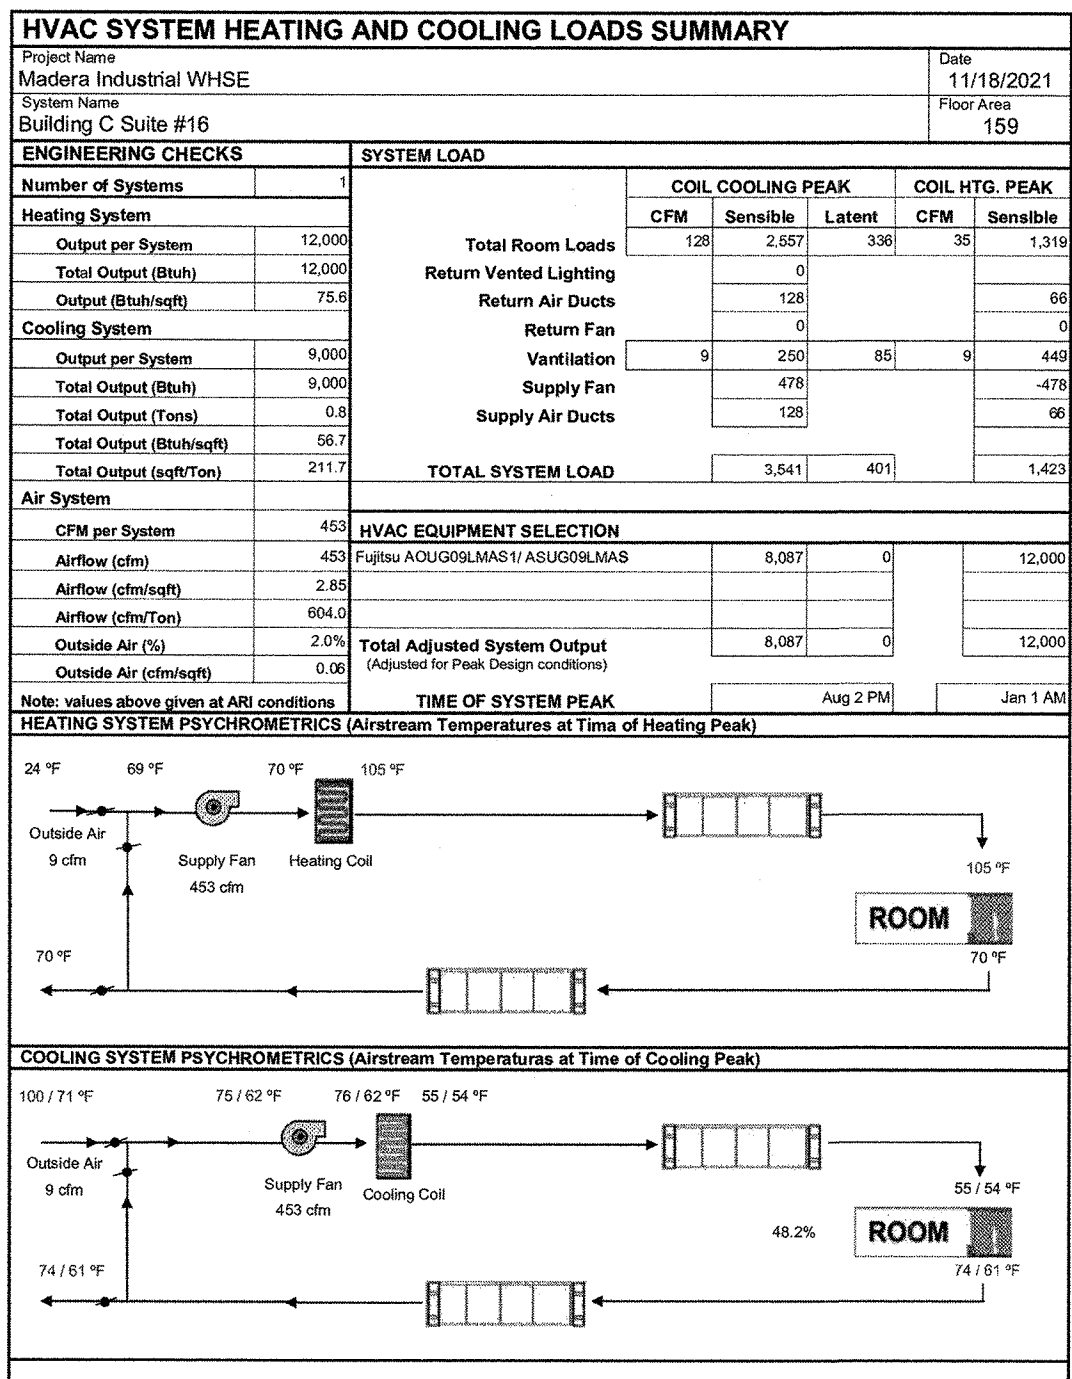 HVAC SYSTEM HEATING AND COOLING LOADS SUMMARY
Project Name
Madera Industrial WHSE
Date
11/18/2021
System Name
Building C Suite #16
Floor Area
159
ENGINEERING CHECKS
Number of Systems 1
Heating System
Output per System 12,000
Total Output (Btuh) 12,000
Output (Btuh/sqft) 75.6
Cooling System
Output per System 9,000
Total Output (Btuh) 9,000
Total Output (Tons) 0.8
Total Output (Btuh/sqft) 56.7
Total Output (sqft/Ton) 211.7
Air System
CFM per System 453
Airflow (cfm) 453
Airflow (cfm/sqft) 2.85
Airflow (cfm/Ton) 604.0
Outside Air (%) 2.0%
Outside Air (cfm/sqft) 0.06
Note: values above given at ARI conditions
SYSTEM LOAD
COIL COOLING PEAK COIL HTG. PEAK
CFM Sensible Latent CFM Sensible
Total Room Loads 128 2,557 336 35 1,319
Return Vented Lighting 0
Return Air Ducts 128 66
Return Fan 0 0
Vantilation 9 250 85 9 449
Supply Fan 478 -478
Supply Air Ducts 128 66
TOTAL SYSTEM LOAD 3,541 401 1,423
HVAC EQUIPMENT SELECTION
Fujitsu AOUG09LMAS1/ ASUG09LMAS 8,087 0 12,000
Total Adjusted System Output 8,087 0 12,000
(Adjusted for Peak Design conditions)
TIME OF SYSTEM PEAK Aug 2 PM Jan 1 AM
HEATING SYSTEM PSYCHROMETRICS (Airstream Temperatures at Tima of Heating Peak)
24 ºF 69 ºF 70 ºF 105 ºF
Outside Air
9 cfm
Supply Fan
453 cfm
Heating Coil
105 ºF
ROOM
70 ºF
70 ºF
COOLING SYSTEM PSYCHROMETRICS (Airstream Temperaturas at Time of Cooling Peak)
100 / 71 ºF 75 / 62 ºF 76 / 62 ºF 55 / 54 ºF
Outside Air
9 cfm
Supply Fan
453 cfm
Cooling Coil
55 / 54 ºF
48.2%
ROOM
74 / 61 ºF
74 / 61 ºF